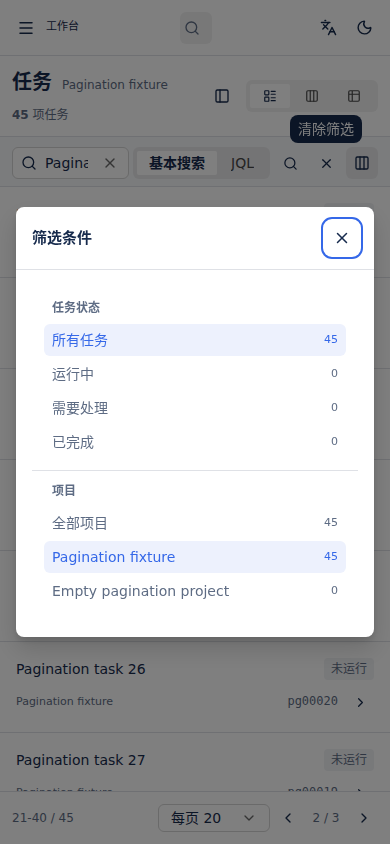 工作台
任务 Pagination fixture
45 项任务
清除筛选
Pagina
基本搜索 JQL
筛选条件
任务状态
所有任务 45
运行中 0
需要处理 0
已完成 0
项目
全部项目 45
Pagination fixture 45
Empty pagination project 0
Pagination task 26 未运行
Pagination fixture pg00020
Pagination task 27 未运行
Pagination fixture pg00019
21-40 / 45 每页 20 2 / 3